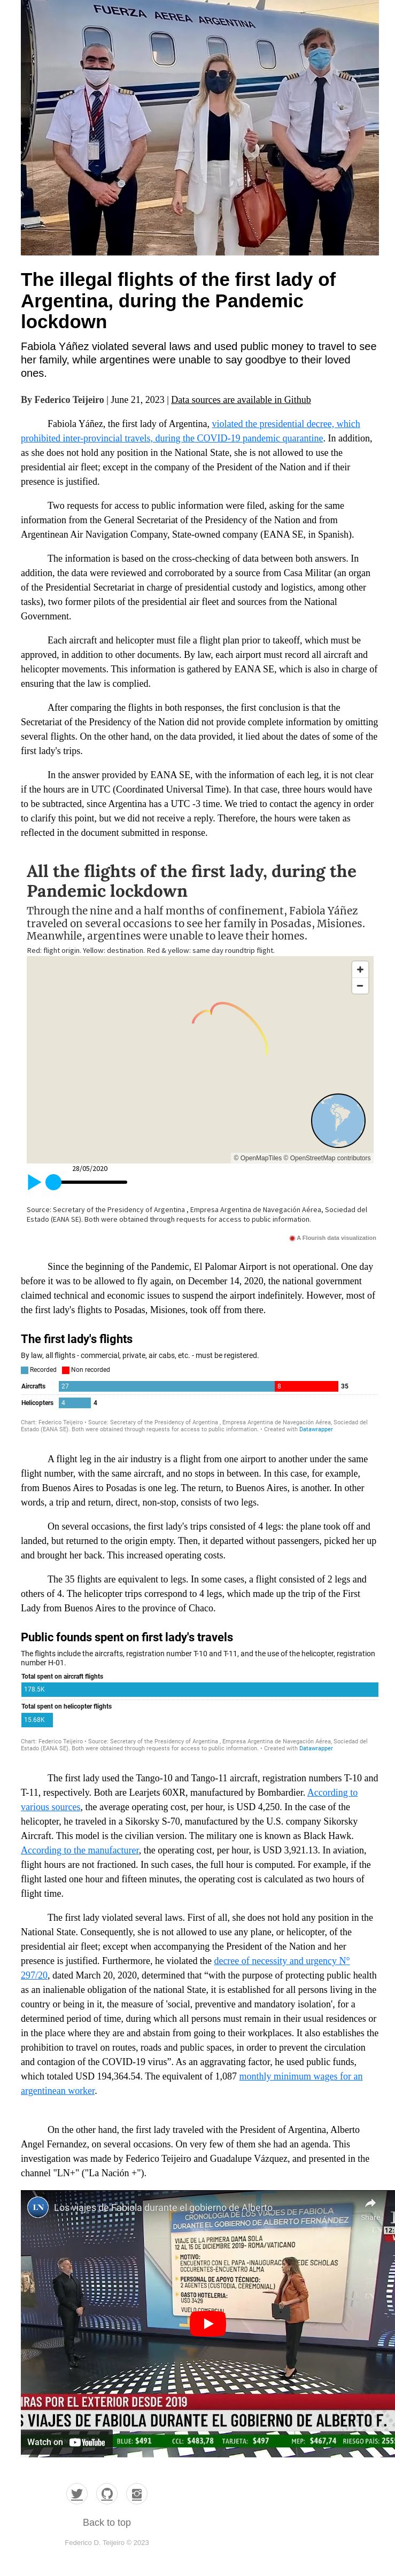 FUERZA AEREA ARGENTINA
The illegal flights of the first lady of
Argentina, during the Pandemic
lockdown
Fabiola Yáñez violated several laws and used public money to travel to see
her family, while argentines were unable to say goodbye to their loved
ones.
By Federico Teijeiro | June 21, 2023 | Data sources are available in Github
Fabiola Yáñez, the first lady of Argentina, violated the presidential decree, which
prohibited inter-provincial travels, during the COVID-19 pandemic quarantine. In addition,
as she does not hold any position in the National State, she is not allowed to use the
presidential air fleet; except in the company of the President of the Nation and if their
presence is justified.
Two requests for access to public information were filed, asking for the same
information from the General Secretariat of the Presidency of the Nation and from
Argentinean Air Navigation Company, State-owned company (EANA SE, in Spanish).
The information is based on the cross-checking of data between both answers. In
addition, the data were reviewed and corroborated by a source from Casa Militar (an organ
of the Presidential Secretariat in charge of presidential custody and logistics, among other
tasks), two former pilots of the presidential air fleet and sources from the National
Government.
Each aircraft and helicopter must file a flight plan prior to takeoff, which must be
approved, in addition to other documents. By law, each airport must record all aircraft and
helicopter movements. This information is gathered by EANA SE, which is also in charge of
ensuring that the law is complied.
After comparing the flights in both responses, the first conclusion is that the
Secretariat of the Presidency of the Nation did not provide complete information by omitting
several flights. On the other hand, on the data provided, it lied about the dates of some of the
first lady's trips.
In the answer provided by EANA SE, with the information of each leg, it is not clear
if the hours are in UTC (Coordinated Universal Time). In that case, three hours would have
to be subtracted, since Argentina has a UTC -3 time. We tried to contact the agency in order
to clarify this point, but we did not receive a reply. Therefore, the hours were taken as
reflected in the document submitted in response.
All the flights of the first lady, during the
Pandemic lockdown
Through the nine and a half months of confinement, Fabiola Yáñez
traveled on several occasions to see her family in Posadas, Misiones.
Meanwhile, argentines were unable to leave their homes.
Red: flight origin. Yellow: destination. Red & yellow: same day roundtrip flight.
© OpenMapTiles © OpenStreetMap contributors
28/05/2020
Source: Secretary of the Presidency of Argentina , Empresa Argentina de Navegación Aérea, Sociedad del
Estado (EANA SE). Both were obtained through requests for access to public information.
A Flourish data visualization
Since the beginning of the Pandemic, El Palomar Airport is not operational. One day
before it was to be allowed to fly again, on December 14, 2020, the national government
claimed technical and economic issues to suspend the airport indefinitely. However, most of
the first lady's flights to Posadas, Misiones, took off from there.
The first lady's flights
By law, all flights - commercial, private, air cabs, etc. - must be registered.
Recorded Non recorded
Aircrafts 27 8 35
Helicopters 4 4
Chart: Federico Teijeiro • Source: Secretary of the Presidency of Argentina , Empresa Argentina de Navegación Aérea, Sociedad del
Estado (EANA SE). Both were obtained through requests for access to public information. • Created with Datawrapper
A flight leg in the air industry is a flight from one airport to another under the same
flight number, with the same aircraft, and no stops in between. In this case, for example,
from Buenos Aires to Posadas is one leg. The return, to Buenos Aires, is another. In other
words, a trip and return, direct, non-stop, consists of two legs.
On several occasions, the first lady's trips consisted of 4 legs: the plane took off and
landed, but returned to the origin empty. Then, it departed without passengers, picked her up
and brought her back. This increased operating costs.
The 35 flights are equivalent to legs. In some cases, a flight consisted of 2 legs and
others of 4. The helicopter trips correspond to 4 legs, which made up the trip of the First
Lady from Buenos Aires to the province of Chaco.
Public founds spent on first lady's travels
The flights include the aircrafts, registration number T-10 and T-11, and the use of the helicopter, registration
number H-01.
Total spent on aircraft flights
178.5K
Total spent on helicopter flights
15.68K
Chart: Federico Teijeiro • Source: Secretary of the Presidency of Argentina , Empresa Argentina de Navegación Aérea, Sociedad del
Estado (EANA SE). Both were obtained through requests for access to public information. • Created with Datawrapper
The first lady used the Tango-10 and Tango-11 aircraft, registration numbers T-10 and
T-11, respectively. Both are Learjets 60XR, manufactured by Bombardier. According to
various sources, the average operating cost, per hour, is USD 4,250. In the case of the
helicopter, he traveled in a Sikorsky S-70, manufactured by the U.S. company Sikorsky
Aircraft. This model is the civilian version. The military one is known as Black Hawk.
According to the manufacturer, the operating cost, per hour, is USD 3,921.13. In aviation,
flight hours are not factioned. In such cases, the full hour is computed. For example, if the
flight lasted one hour and fifteen minutes, the operating cost is calculated as two hours of
flight time.
The first lady violated several laws. First of all, she does not hold any position in the
National State. Consequently, she is not allowed to use any plane, or helicopter, of the
presidential air fleet; except when accompanying the President of the Nation and her
presence is justified. Furthermore, he violated the decree of necessity and urgency N°
297/20, dated March 20, 2020, determined that “with the purpose of protecting public health
as an inalienable obligation of the national State, it is established for all persons living in the
country or being in it, the measure of 'social, preventive and mandatory isolation', for a
determined period of time, during which all persons must remain in their usual residences or
in the place where they are and abstain from going to their workplaces. It also establishes the
prohibition to travel on routes, roads and public spaces, in order to prevent the circulation
and contagion of the COVID-19 virus”. As an aggravating factor, he used public funds,
which totaled USD 194,364.54. The equivalent of 1,087 monthly minimum wages for an
argentinean worker.
On the other hand, the first lady traveled with the President of Argentina, Alberto
Angel Fernandez, on several occasions. On very few of them she had an agenda. This
investigation was made by Federico Teijeiro and Guadalupe Vázquez, and presented in the
channel "LN+" ("La Nación +").
LN Los viajes de Fabiola durante el gobierno de Alberto...
Share
CRONOLOGÍA DE LOS VIAJES DE FABIOLA
DURANTE EL GOBIERNO DE ALBERTO FERNÁNDEZ
12:
VIAJE DE LA PRIMERA DAMA SOLA
12 AL 15 DE DICIEMBRE 2019- ROMA/VATICANO
MOTIVO:
ENCUENTRO CON EL PAPA -INAUGURACIÓN DE SCHOLAS
OCURRENTES-ENCUENTRO ALMA
PERSONAL DE APOYO TÉCNICO:
2 AGENTES (CUSTODIA, CEREMONIAL)
GASTO HOTELERIA:
USD 3429
VUELO COMERCIAL
IRAS POR EL EXTERIOR DESDE 2019
S VIAJES DE FABIOLA DURANTE EL GOBIERNO DE ALBERTO F.
Watch on YouTube
BLUE: $491 CCL: $483,78 TARJETA: $497 MEP: $467,74 RIESGO PAÍS: 255
Back to top
Federico D. Teijeiro © 2023